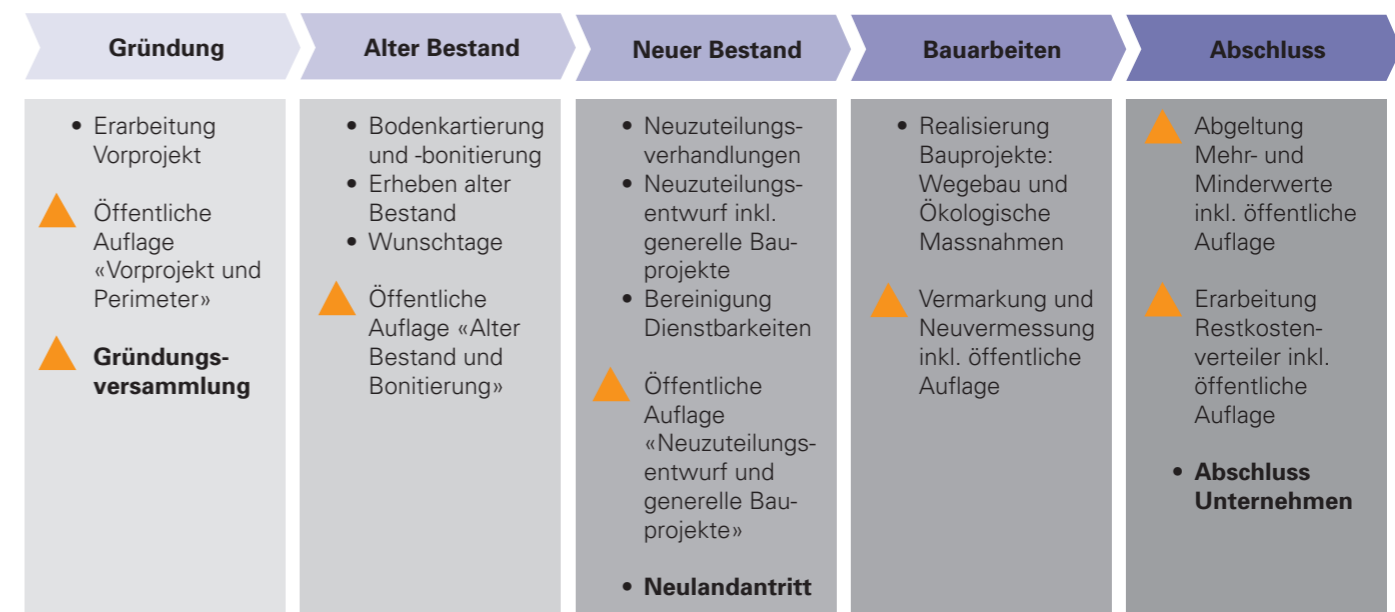 Gründung
Alter Bestand
Neuer Bestand
Bauarbeiten
Abschluss
• Erarbeitung
Vorprojekt
Öffentliche
Auflage
«Vorprojekt und
Perimeter»
Gründungs-
versammlung
• Bodenkartierung
und -bonitierung
• Erheben alter
Bestand
• Wunschtage
Öffentliche
Auflage «Alter
Bestand und
Bonitierung»
• Neuzuteilungs-
verhandlungen
• Neuzuteilungs-
entwurf inkl.
generelle Bau-
projekte
• Bereinigung
Dienstbarkeiten
Öffentliche
Auflage
«Neuzuteilungs-
entwurf und
generelle Bau-
projekte»
• Neulandantritt
• Realisierung
Bauprojekte:
Wegebau und
Ökologische
Massnahmen
Vermarkung und
Neuvermessung
inkl. öffentliche
Auflage
Abgeltung
Mehr- und
Minderwerte
inkl. öffentliche
Auflage
Erarbeitung
Restkosten-
verteiler inkl.
öffentliche
Auflage
• Abschluss
Unternehmen